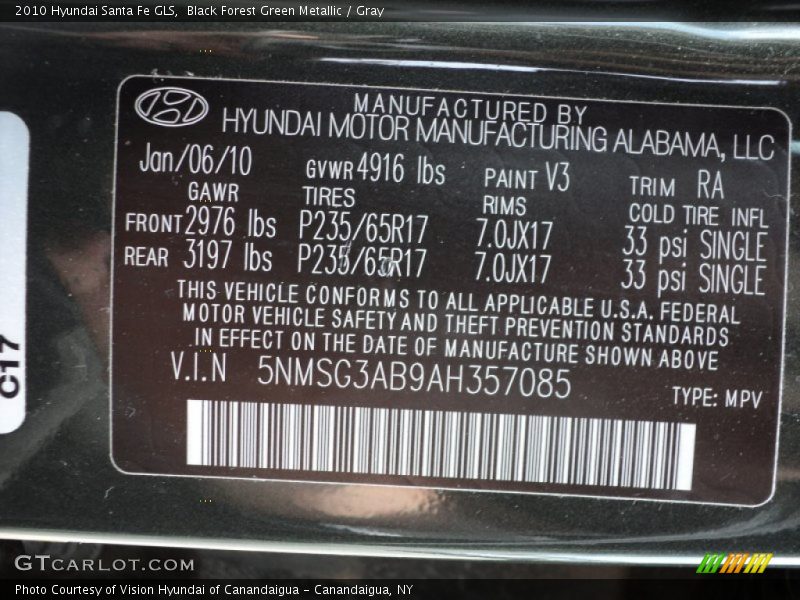 2010 Hyundai Santa Fe GLS, Black Forest Green Metallic / Gray
MANUFACTURED BY
HYUNDAI MOTOR MANUFACTURING ALABAMA, LLC
Jan/06/10 GVWR 4916 lbs PAINT V3 TRIM RA
GAWR TIRES RIMS COLD TIRE INFL
FRONT 2976 lbs P235/65R17 7.0JX17 33 psi SINGLE
REAR 3197 lbs P235/65R17 7.0JX17 33 psi SINGLE
THIS VEHICLE CONFORMS TO ALL APPLICABLE U.S.A. FEDERAL
MOTOR VEHICLE SAFETY AND THEFT PREVENTION STANDARDS
IN EFFECT ON THE DATE OF MANUFACTURE SHOWN ABOVE
V.I.N 5NMSG3AB9AH357085
TYPE: MPV
C17
GTCARLOT.COM
Photo Courtesy of Vision Hyundai of Canandaigua - Canandaigua, NY